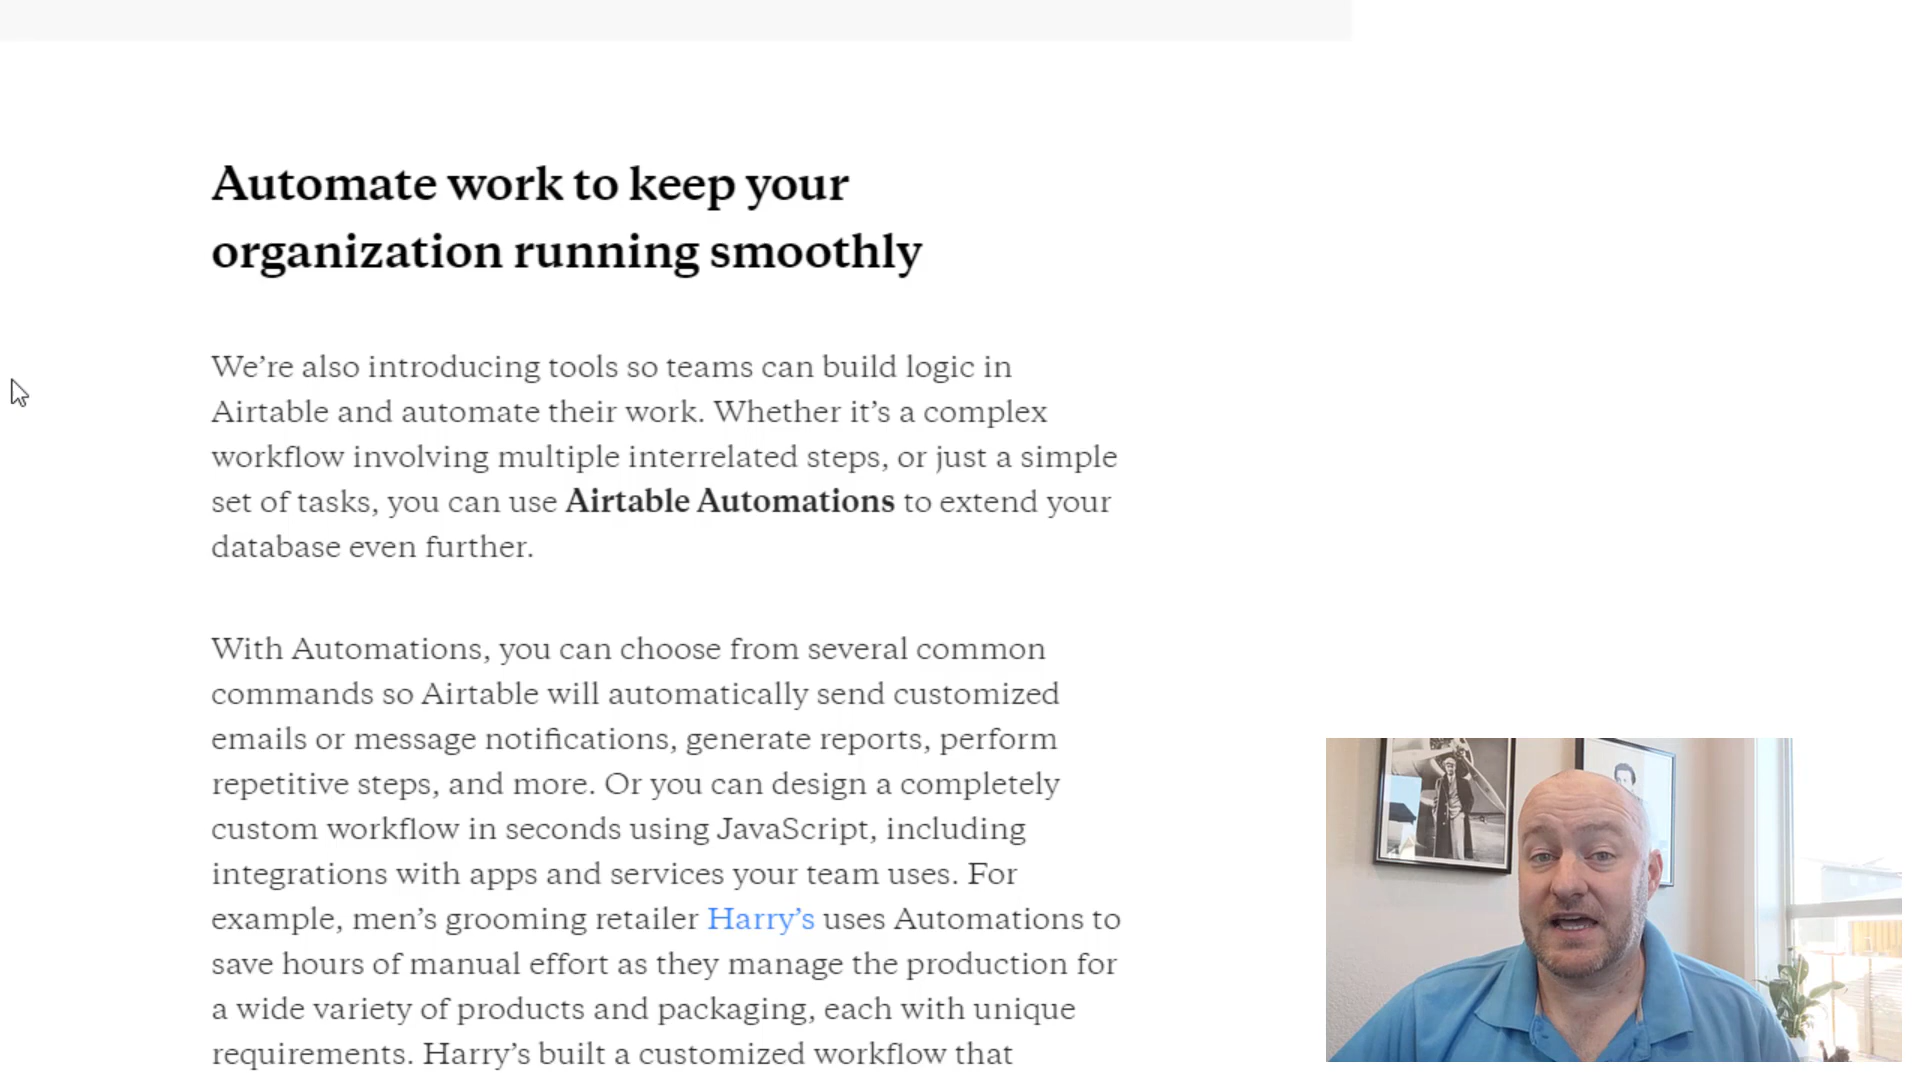 Automate work to keep your
organization running smoothly
We’re also introducing tools so teams can build logic in
Airtable and automate their work. Whether it’s a complex
workflow involving multiple interrelated steps, or just a simple
set of tasks, you can use Airtable Automations to extend your
database even further.
With Automations, you can choose from several common
commands so Airtable will automatically send customized
emails or message notifications, generate reports, perform
repetitive steps, and more. Or you can design a completely
custom workflow in seconds using JavaScript, including
integrations with apps and services your team uses. For
example, men’s grooming retailer Harry’s uses Automations to
save hours of manual effort as they manage the production for
a wide variety of products and packaging, each with unique
requirements. Harry’s built a customized workflow that